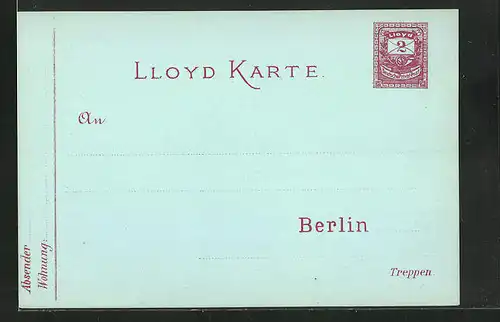 Lloyd
2
LLOYD KARTE.
An
Berlin
Treppen.
Absender
Wohnung: